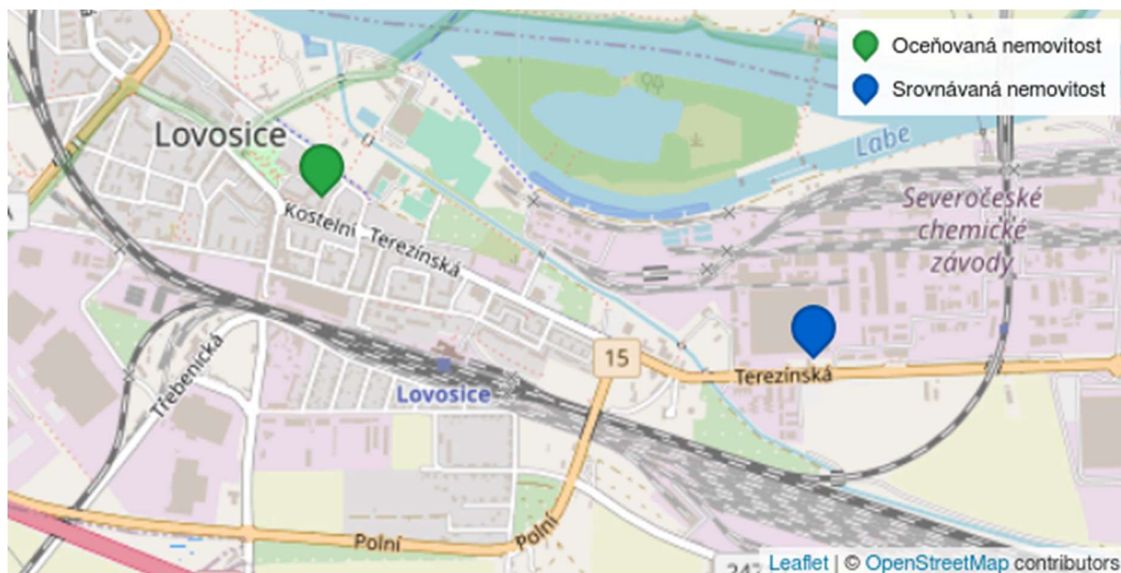 Oceňovaná nemovitost
Srovnávaná nemovitost
Lovosice
Labe
Severočeské
chemické
závody
Kostelní
Terezínská
15
Terezínská
Třebenická
Lovosice
Polní
Polní
247
Leaflet | © OpenStreetMap contributors